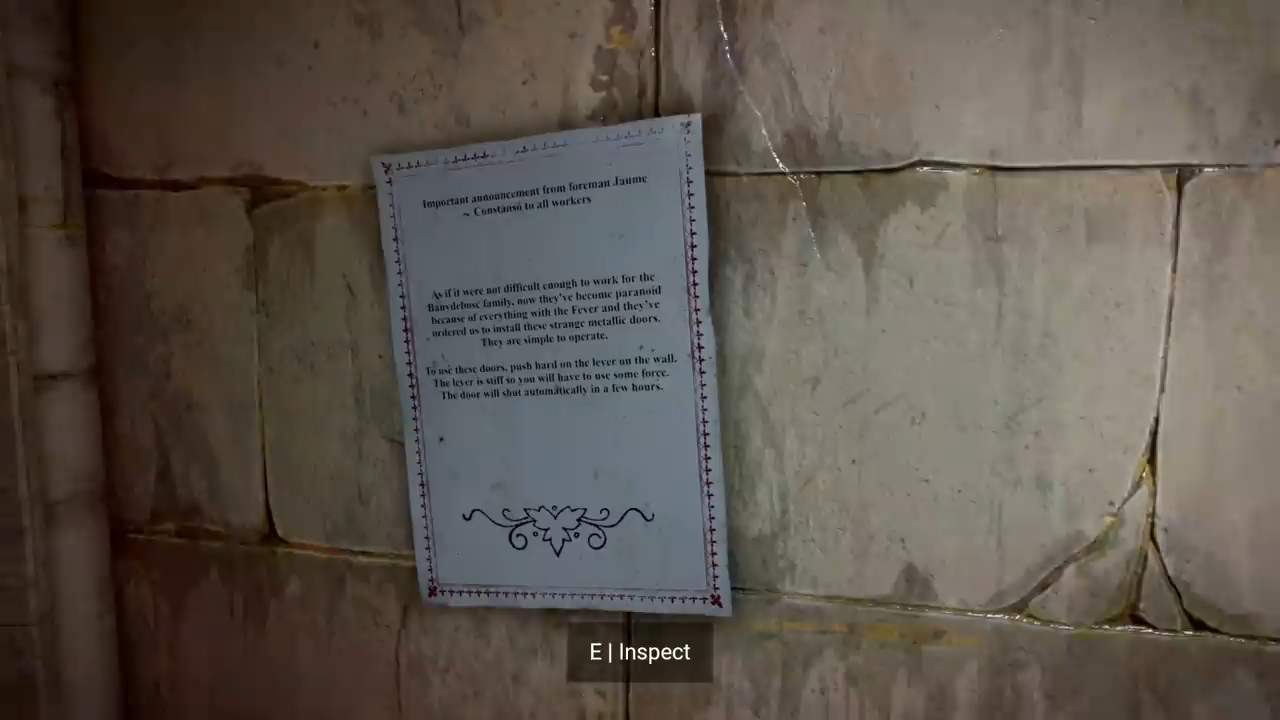 Important announcement from foreman Jaume
~ Constansó to all workers
As if it were not difficult enough to work for the
Banydebosc family, now they've become paranoid
because of everything with the Fever and they've
ordered us to install these strange metallic doors.
They are simple to operate.
To use these doors, push hard on the lever on the wall.
The lever is stiff so you will have to use some force.
The door will shut automatically in a few hours.
E | Inspect